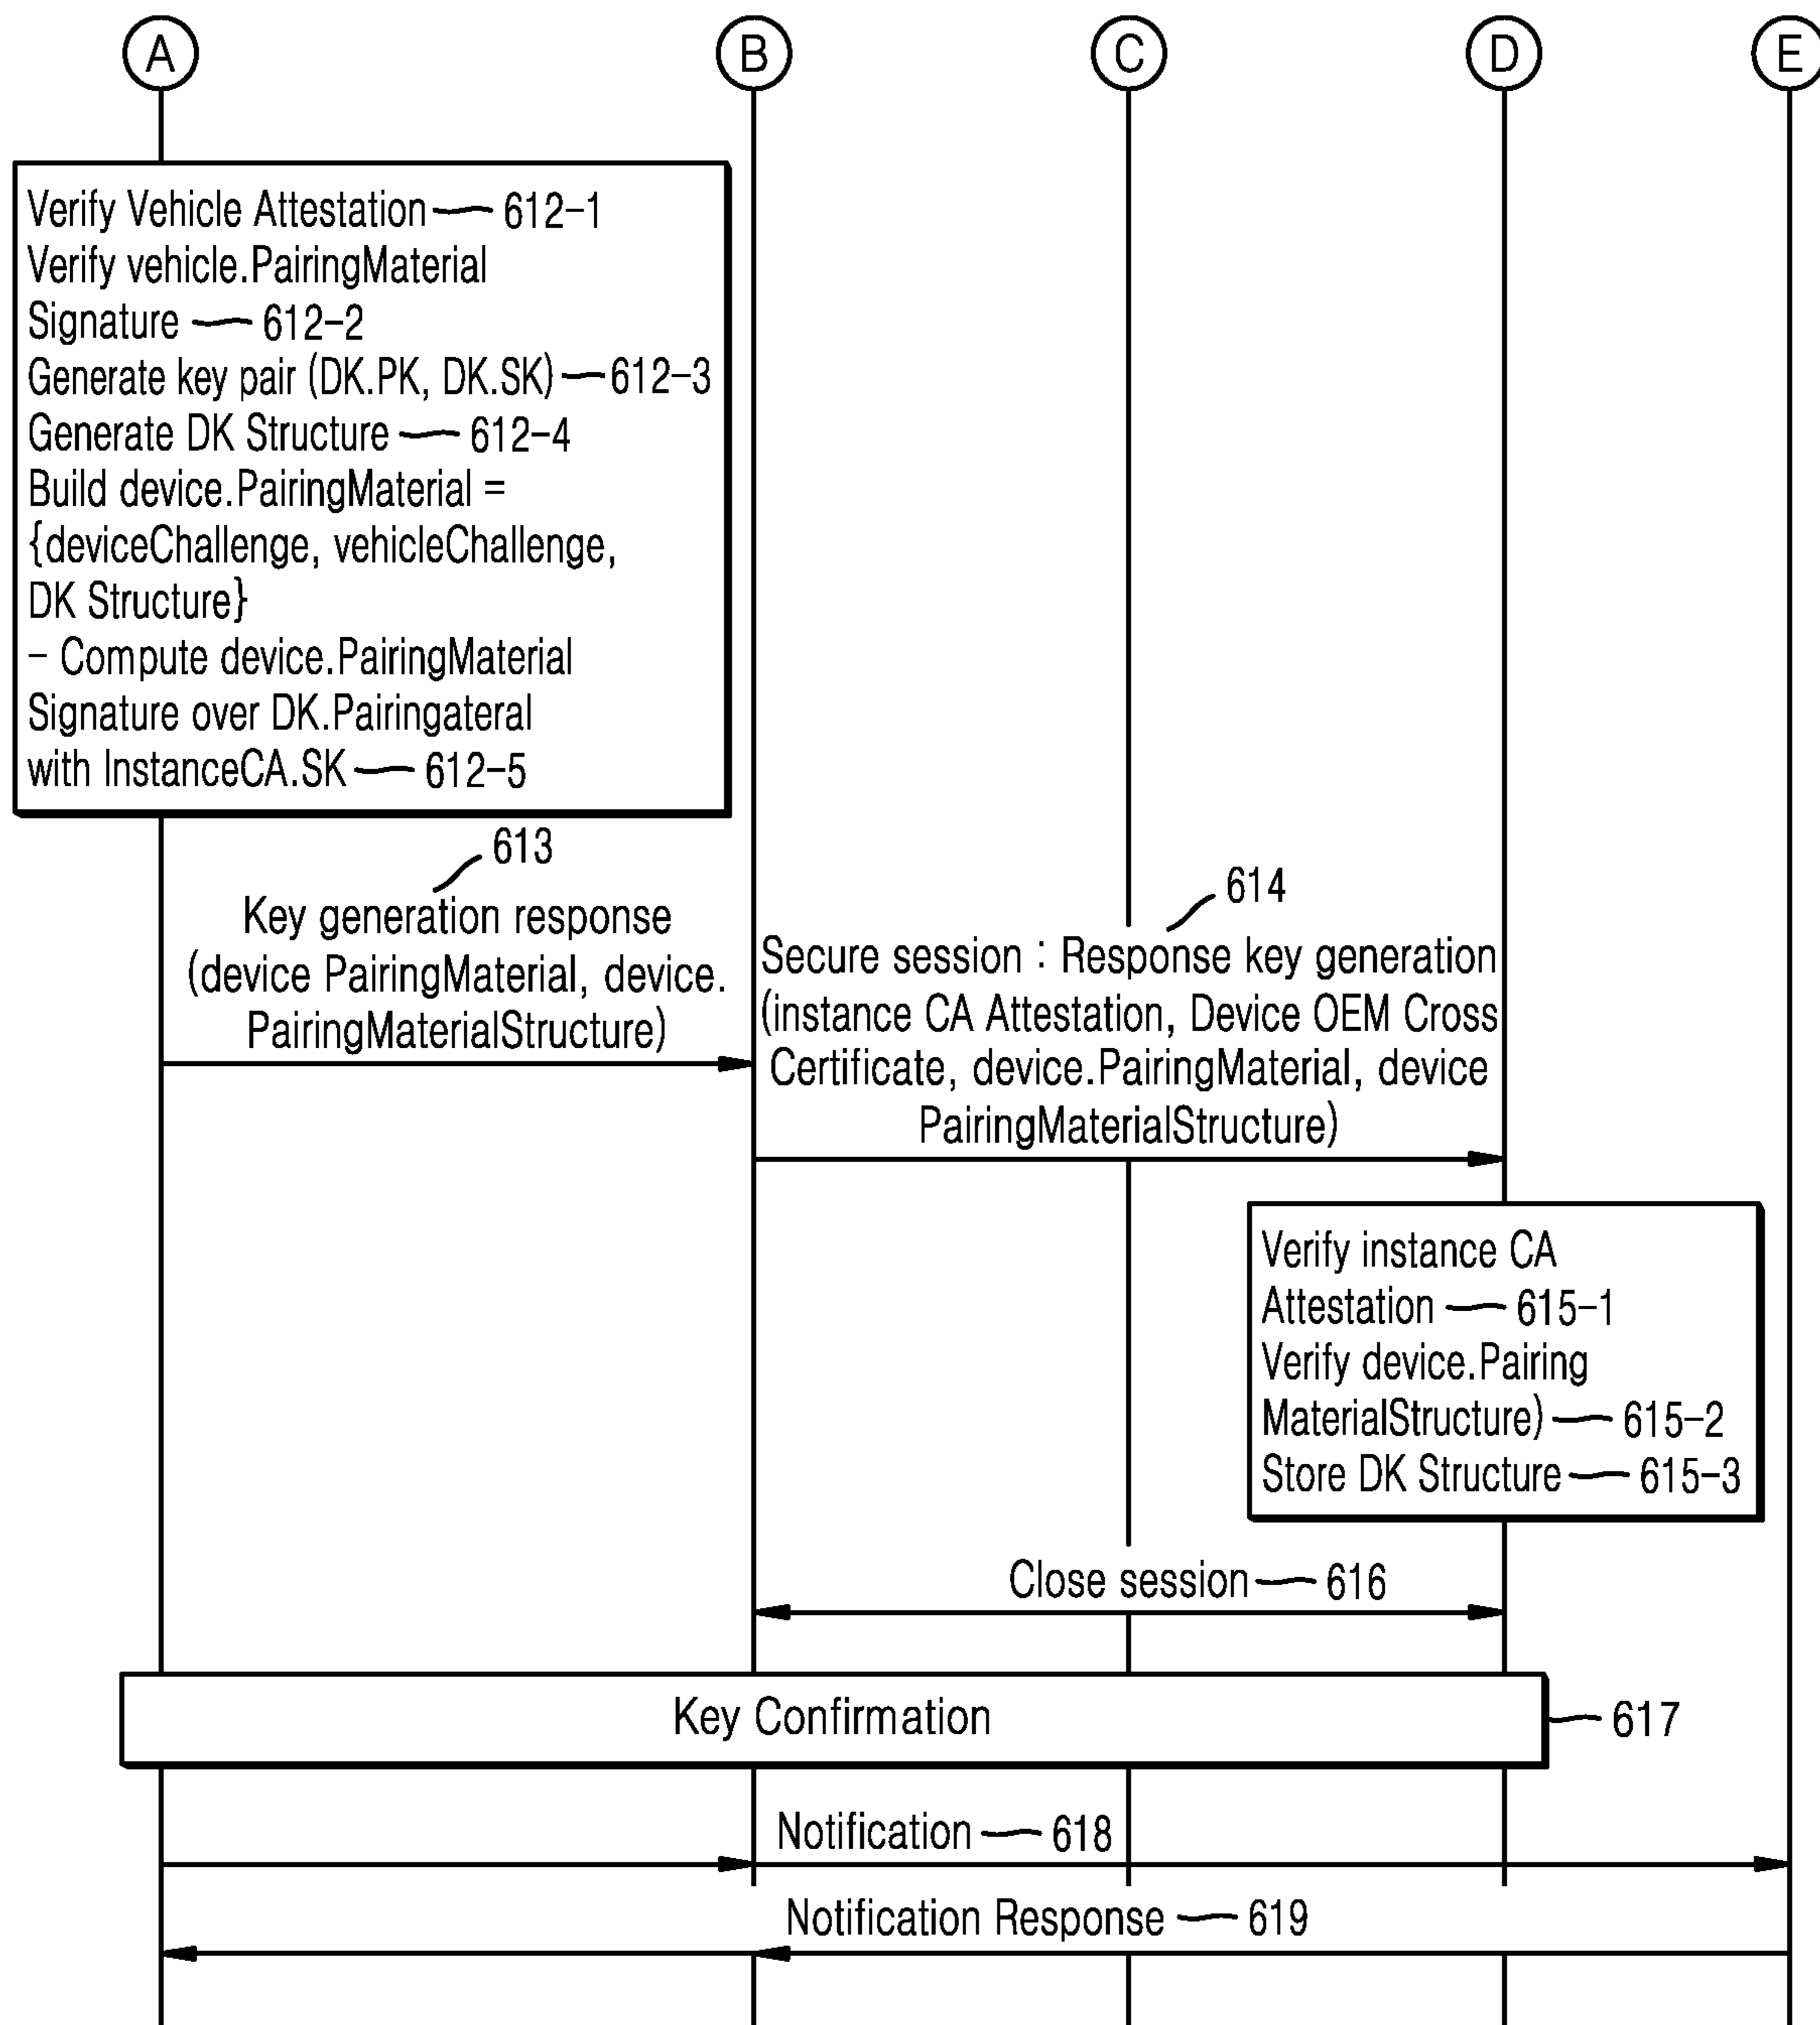 A
B
C
D
E
Verify Vehicle Attestation 612-1
Verify vehicle.PairingMaterial
Signature 612-2
Generate key pair (DK.PK, DK.SK) 612-3
Generate DK Structure 612-4
Build device.PairingMaterial =
{deviceChallenge, vehicleChallenge,
DK Structure}
- Compute device.PairingMaterial
Signature over DK.Pairingateral
with InstanceCA.SK 612-5
613
Key generation response
(device PairingMaterial, device.
PairingMaterialStructure)
614
Secure session : Response key generation
(instance CA Attestation, Device OEM Cross
Certificate, device.PairingMaterial, device
PairingMaterialStructure)
Verify instance CA
Attestation 615-1
Verify device.Pairing
MaterialStructure) 615-2
Store DK Structure 615-3
Close session 616
Key Confirmation 617
Notification 618
Notification Response 619